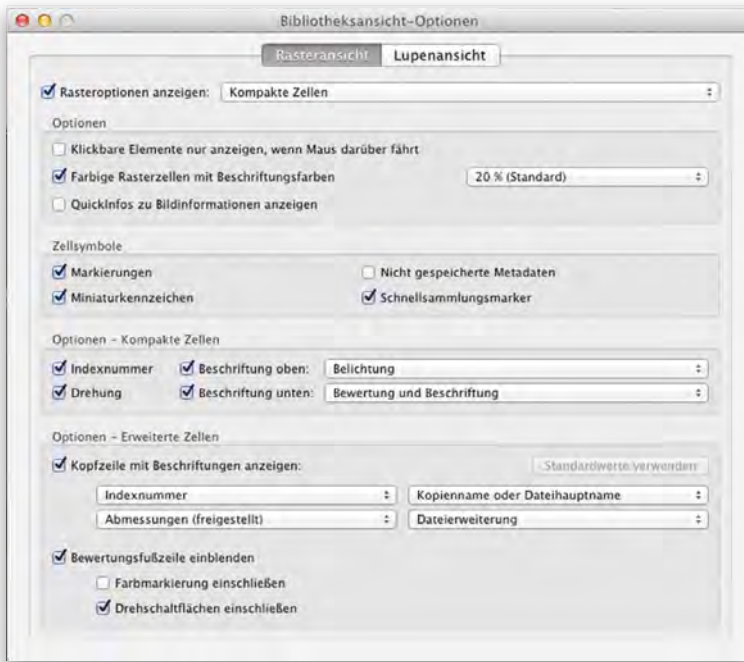 Bibliotheksansicht-Optionen
Rasteransicht Lupenansicht
Rasteroptionen anzeigen: Kompakte Zellen
Optionen
Klickbare Elemente nur anzeigen, wenn Maus darüber fährt
Farbige Rasterzellen mit Beschriftungsfarben 20 % (Standard)
QuickInfos zu Bildinformationen anzeigen
Zellsymbole
Markierungen Nicht gespeicherte Metadaten
Miniaturkennzeichen Schnellsammlungsmarker
Optionen – Kompakte Zellen
Indexnummer Beschriftung oben: Belichtung
Drehung Beschriftung unten: Bewertung und Beschriftung
Optionen – Erweiterte Zellen
Kopfzeile mit Beschriftungen anzeigen: Standardwerte verwenden
Indexnummer Kopienname oder Dateihauptname
Abmessungen (freigestellt) Dateierweiterung
Bewertungsfußzeile einblenden
Farbmarkierung einschließen
Drehschaltflächen einschließen